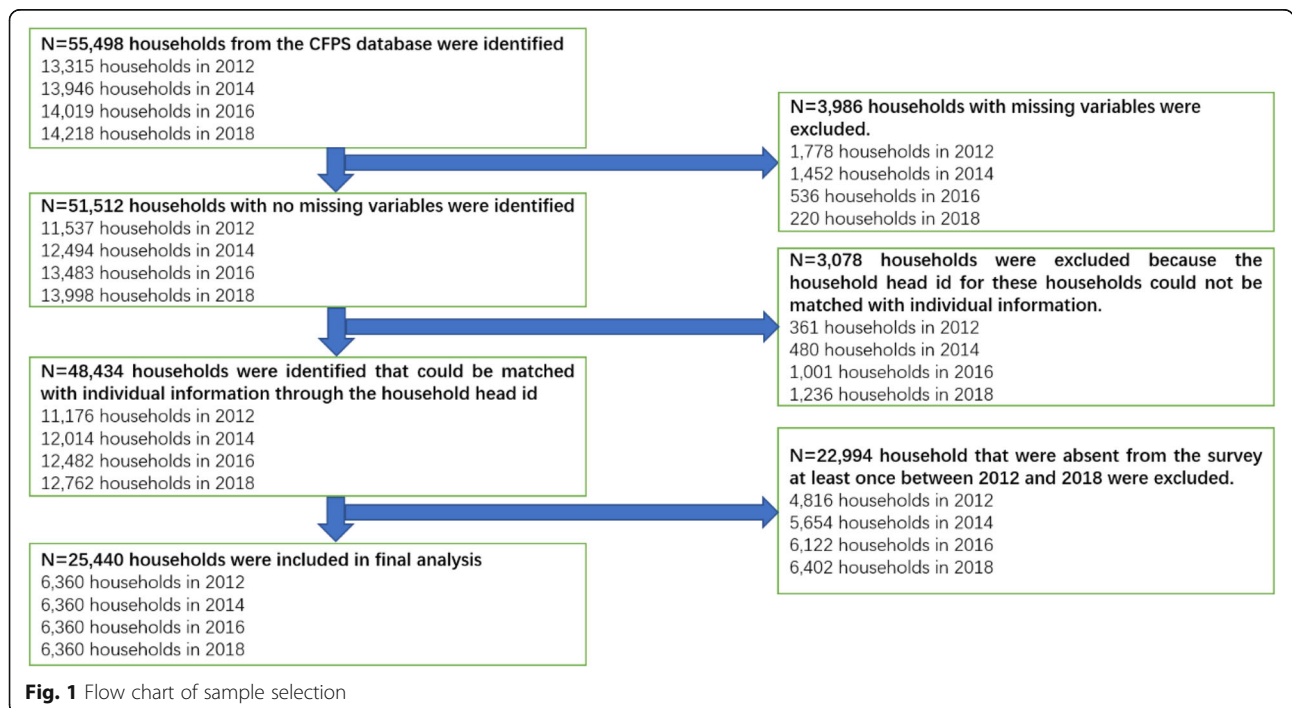 N=55,498 households from the CFPS database were identified
13,315 households in 2012
13,946 households in 2014
14,019 households in 2016
14,218 households in 2018
N=3,986 households with missing variables were
excluded.
1,778 households in 2012
1,452 households in 2014
536 households in 2016
220 households in 2018
N=51,512 households with no missing variables were identified
11,537 households in 2012
12,494 households in 2014
13,483 households in 2016
13,998 households in 2018
N=3,078 households were excluded because the
household head id for these households could not be
matched with individual information.
361 households in 2012
480 households in 2014
1,001 households in 2016
1,236 households in 2018
N=48,434 households were identified that could be matched
with individual information through the household head id
11,176 households in 2012
12,014 households in 2014
12,482 households in 2016
12,762 households in 2018
N=22,994 household that were absent from the survey
at least once between 2012 and 2018 were excluded.
4,816 households in 2012
5,654 households in 2014
6,122 households in 2016
6,402 households in 2018
N=25,440 households were included in final analysis
6,360 households in 2012
6,360 households in 2014
6,360 households in 2016
6,360 households in 2018
Fig. 1 Flow chart of sample selection